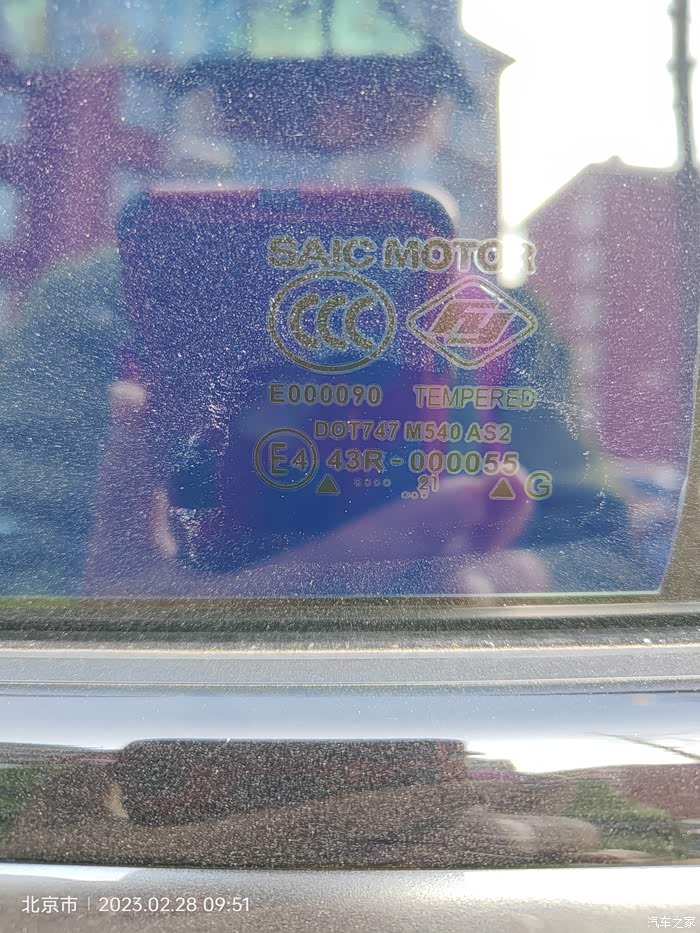 SAIC MOTOR
CCC
E000090 TEMPERED
DOT747 M540 AS2
E4 43R-000055
21
G
北京市 | 2023.02.28 09:51
汽车之家